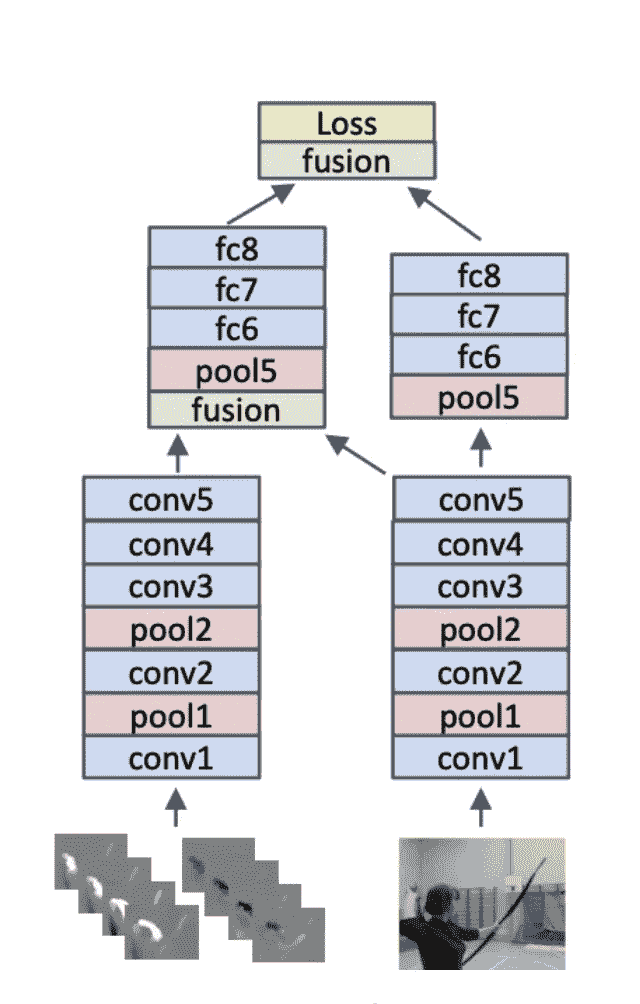 Loss
fusion
fc8
fc7
fc6
pool5
fusion
fc8
fc7
fc6
pool5
conv5
conv4
conv3
pool2
conv2
pool1
conv1
conv5
conv4
conv3
pool2
conv2
pool1
conv1